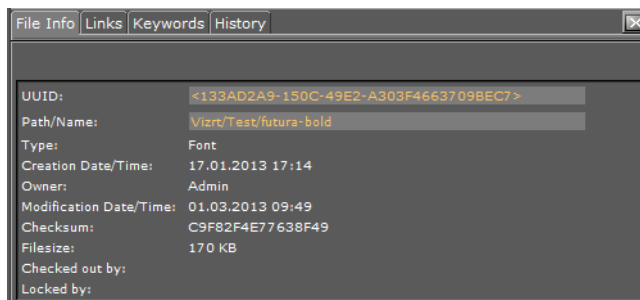 File Info Links Keywords History
UUID: <133AD2A9-150C-49E2-A303F4663709BEC7>
Path/Name: Vizrt/Test/futura-bold
Type: Font
Creation Date/Time: 17.01.2013 17:14
Owner: Admin
Modification Date/Time: 01.03.2013 09:49
Checksum: C9F82F4E77638F49
Filesize: 170 KB
Checked out by:
Locked by: